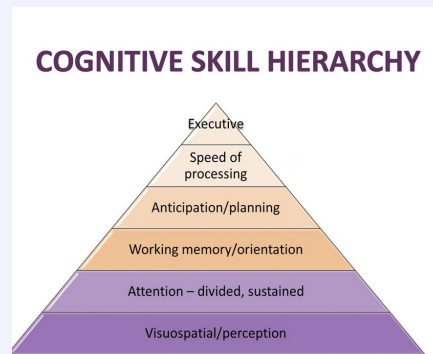 COGNITIVE SKILL HIERARCHY
Executive
Speed of
processing
Anticipation/planning
Working memory/orientation
Attention – divided, sustained
Visuospatial/perception